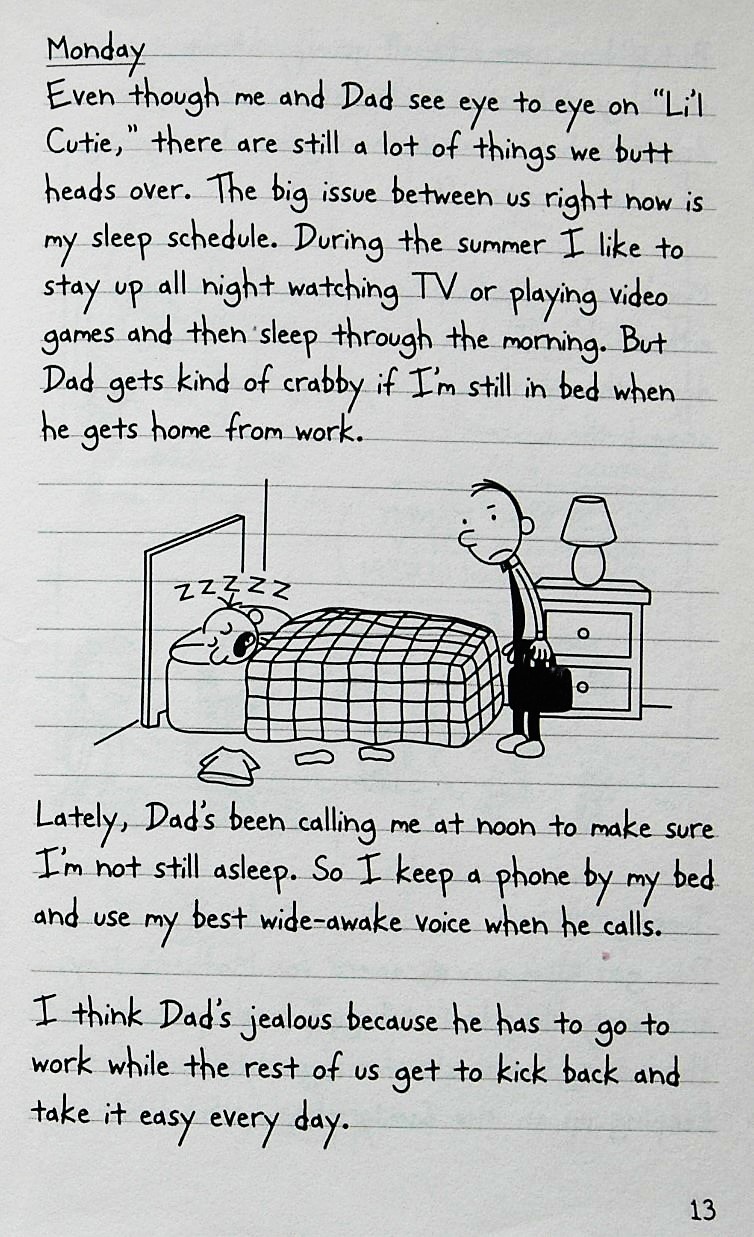 Monday
Even though me and Dad see eye to eye on "Li'l
Cutie," there are still a lot of things we butt
heads over. The big issue between us right now is
my sleep schedule. During the summer I like to
stay up all night watching TV or playing video
games and then sleep through the morning. But
Dad gets kind of crabby if I'm still in bed when
he gets home from work.
ZZZZZ
Lately, Dad's been calling me at noon to make sure
I'm not still asleep. So I keep a phone by my bed
and use my best wide-awake voice when he calls.
I think Dad's jealous because he has to go to
work while the rest of us get to kick back and
take it easy every day.
13